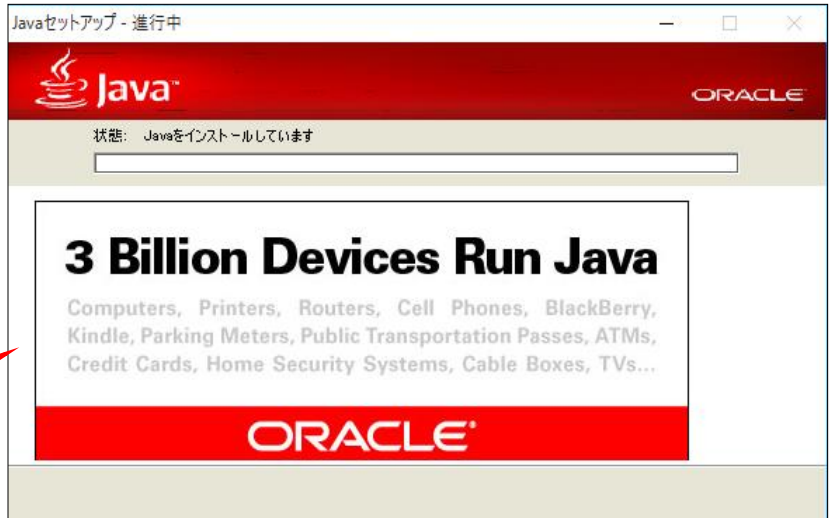 Javaセットアップ - 進行中
Java™
ORACLE
状態: Javaをインストールしています
3 Billion Devices Run Java
Computers, Printers, Routers, Cell Phones, BlackBerry,
Kindle, Parking Meters, Public Transportation Passes, ATMs,
Credit Cards, Home Security Systems, Cable Boxes, TVs...
ORACLE®